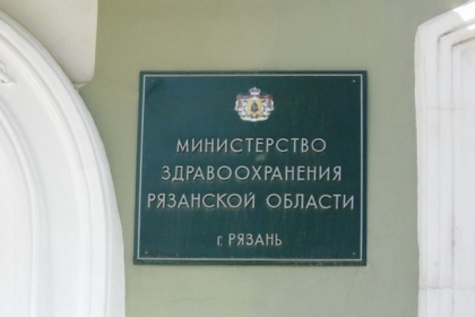 МИНИСТЕРСТВО
ЗДРАВООХРАНЕНИЯ
РЯЗАНСКОЙ ОБЛАСТИ
г. РЯЗАНЬ